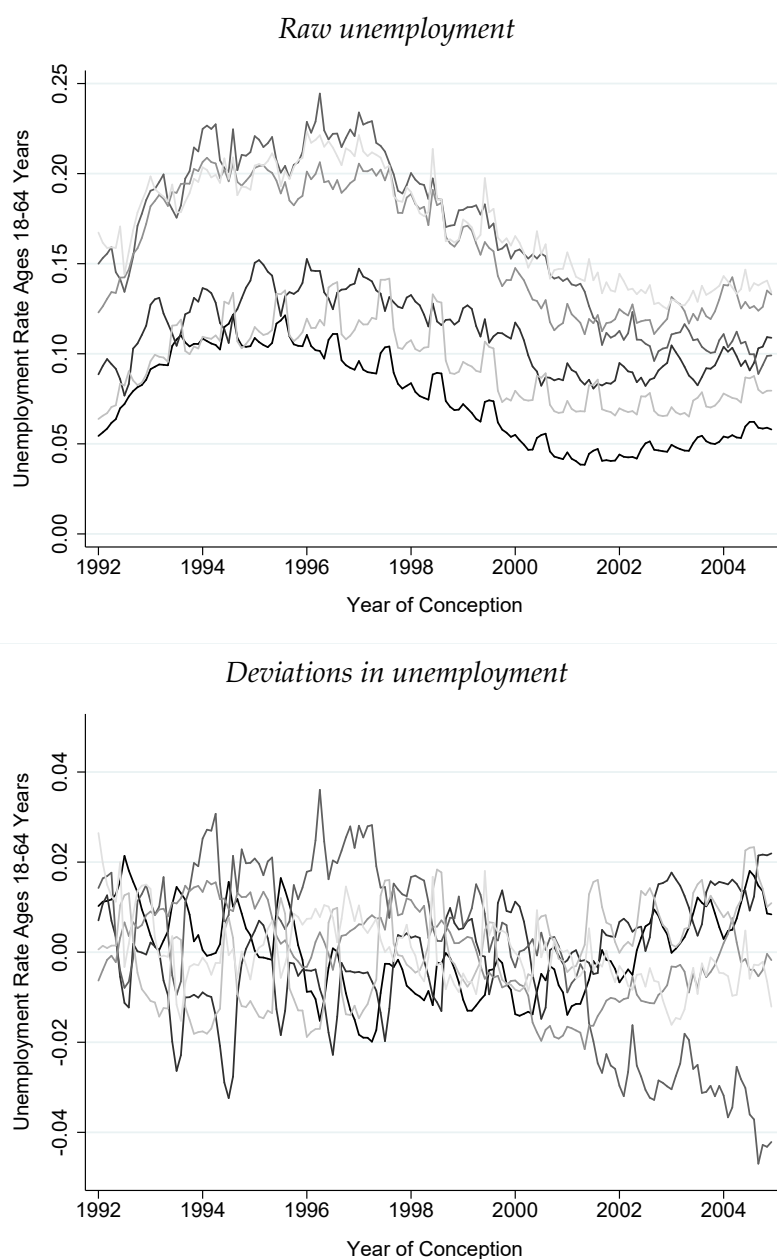 Raw unemployment
Unemployment Rate Ages 18-64 Years
0.25
0.20
0.15
0.10
0.05
0.00
1992 1994 1996 1998 2000 2002 2004
Year of Conception
Deviations in unemployment
Unemployment Rate Ages 18-64 Years
0.04
0.02
0.00
-0.02
-0.04
1992 1994 1996 1998 2000 2002 2004
Year of Conception